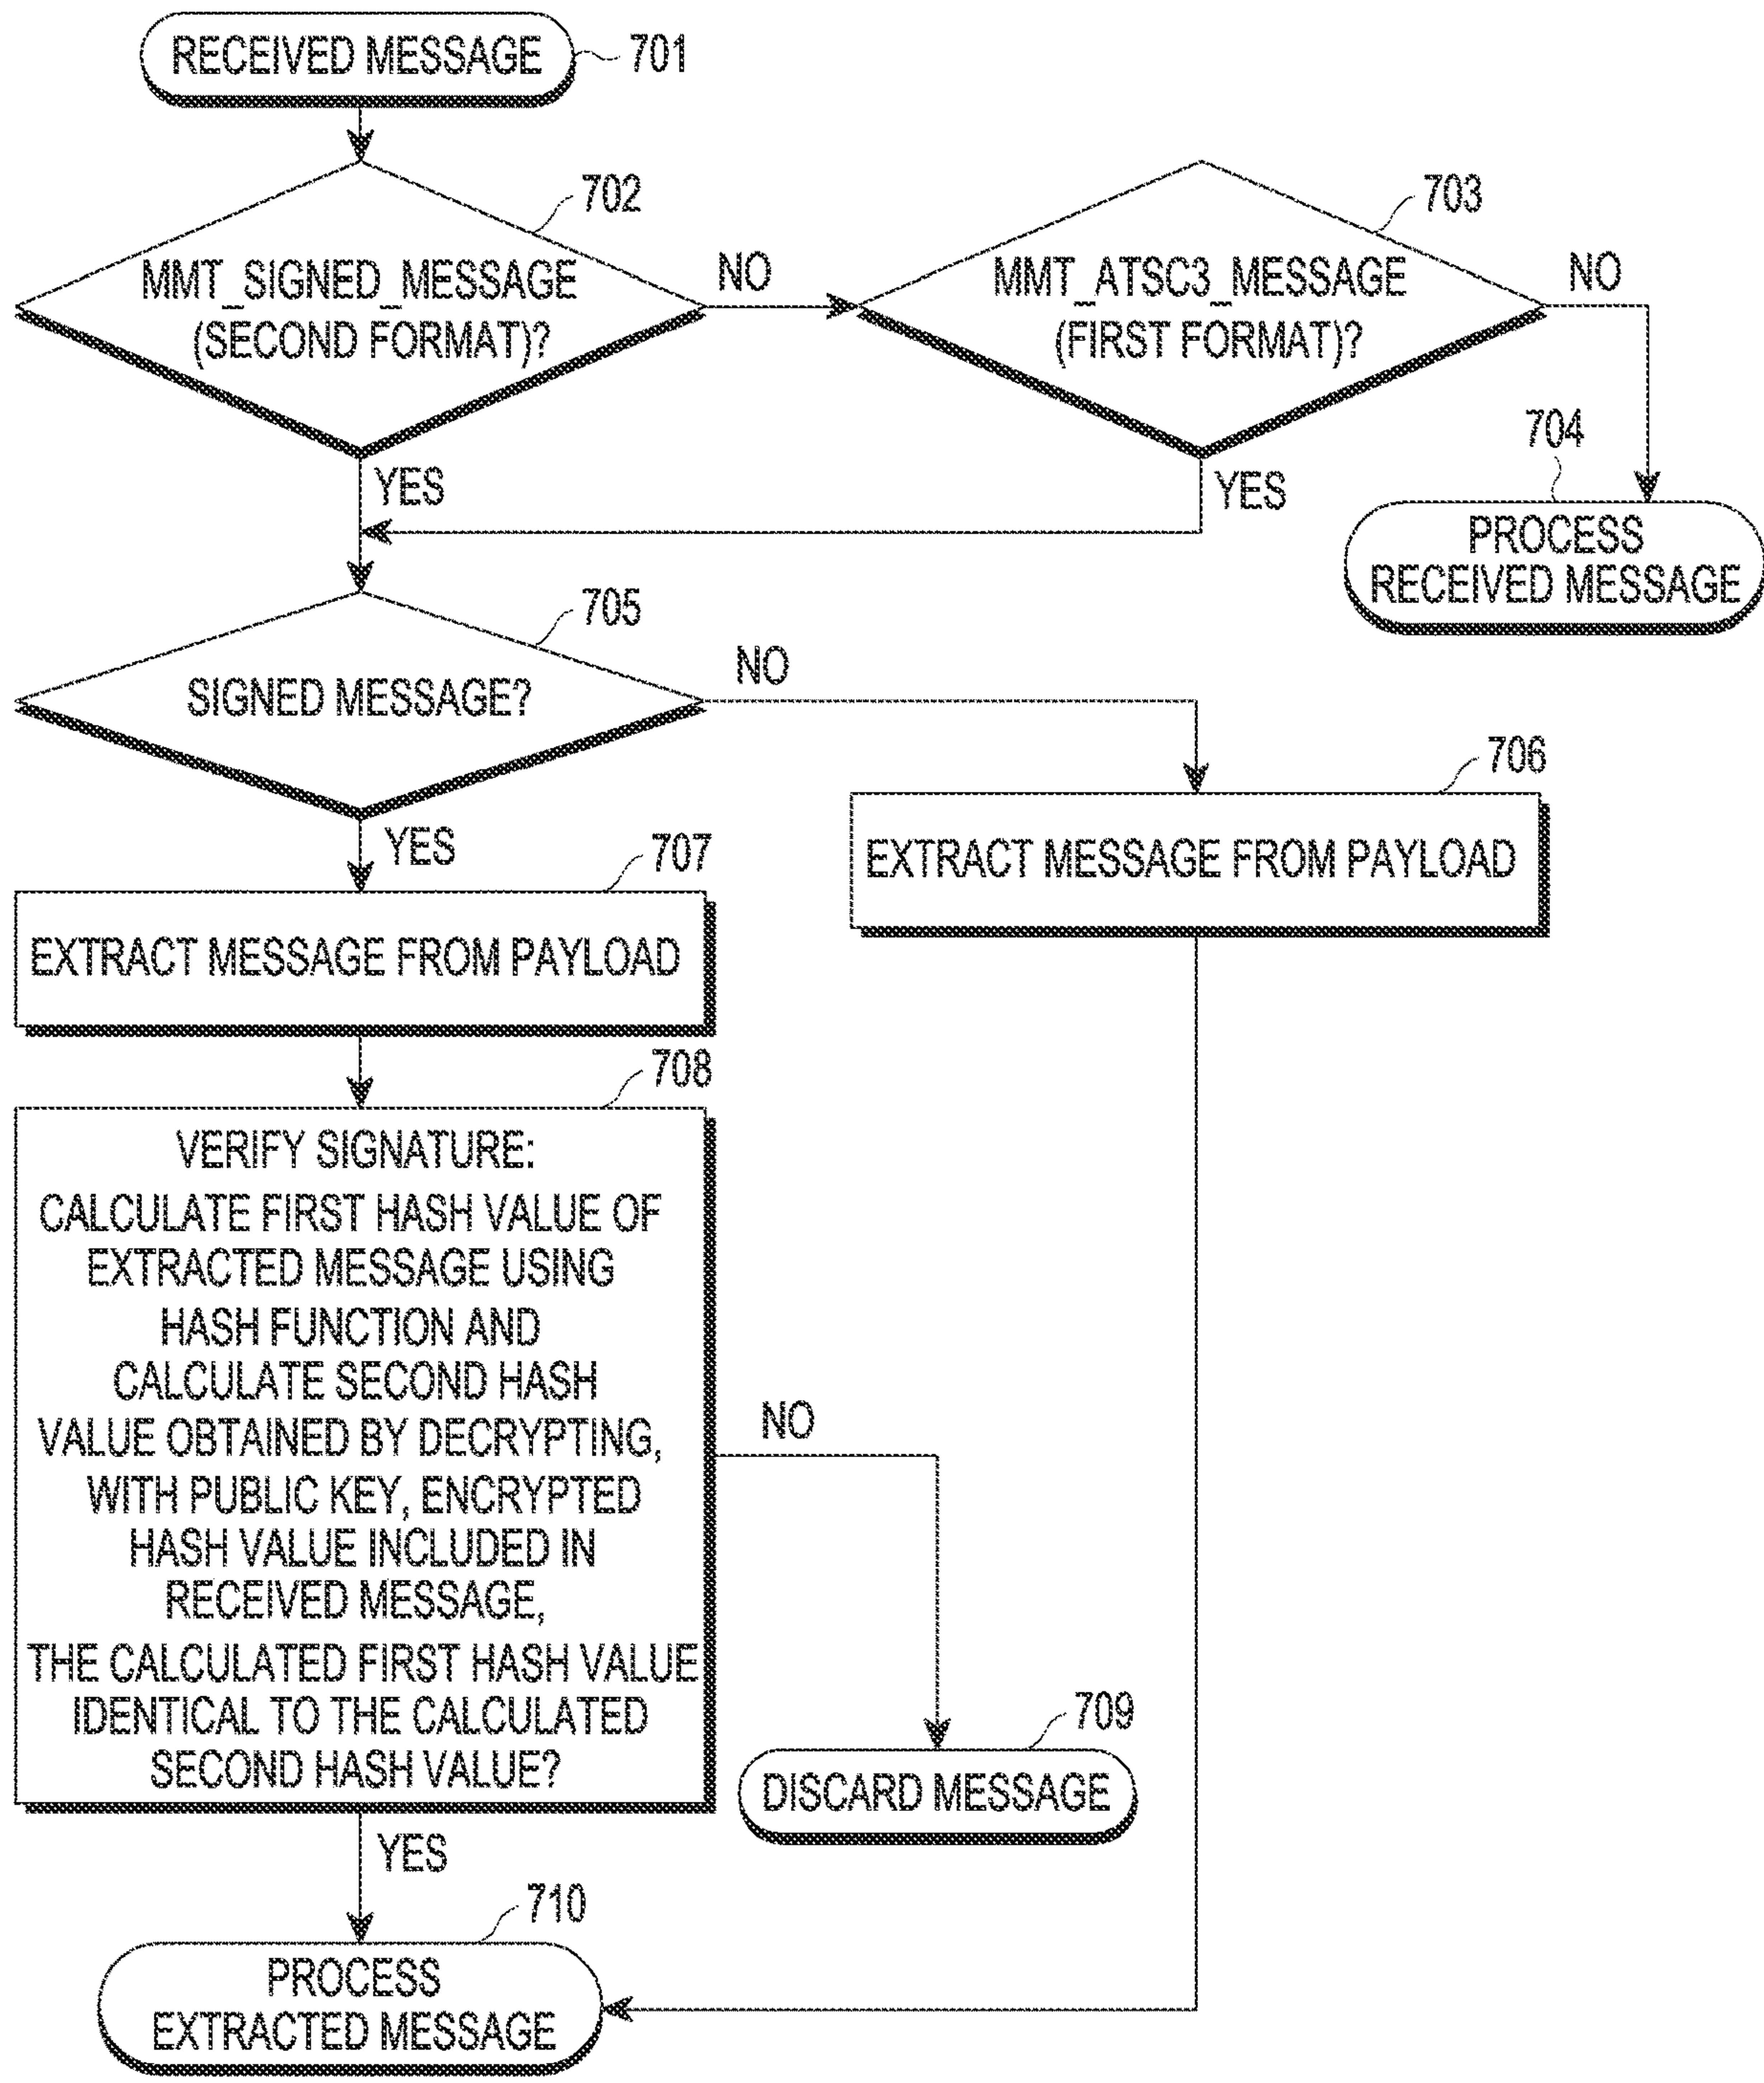 RECEIVED MESSAGE
701
702
MMT_SIGNED_MESSAGE
(SECOND FORMAT)?
NO
YES
703
MMT_ATSC3_MESSAGE
(FIRST FORMAT)?
NO
YES
704
PROCESS
RECEIVED MESSAGE
705
SIGNED MESSAGE?
NO
YES
706
EXTRACT MESSAGE FROM PAYLOAD
707
EXTRACT MESSAGE FROM PAYLOAD
708
VERIFY SIGNATURE:
CALCULATE FIRST HASH VALUE OF
EXTRACTED MESSAGE USING
HASH FUNCTION AND
CALCULATE SECOND HASH
VALUE OBTAINED BY DECRYPTING,
WITH PUBLIC KEY, ENCRYPTED
HASH VALUE INCLUDED IN
RECEIVED MESSAGE,
THE CALCULATED FIRST HASH VALUE
IDENTICAL TO THE CALCULATED
SECOND HASH VALUE?
NO
YES
709
DISCARD MESSAGE
710
PROCESS
EXTRACTED MESSAGE